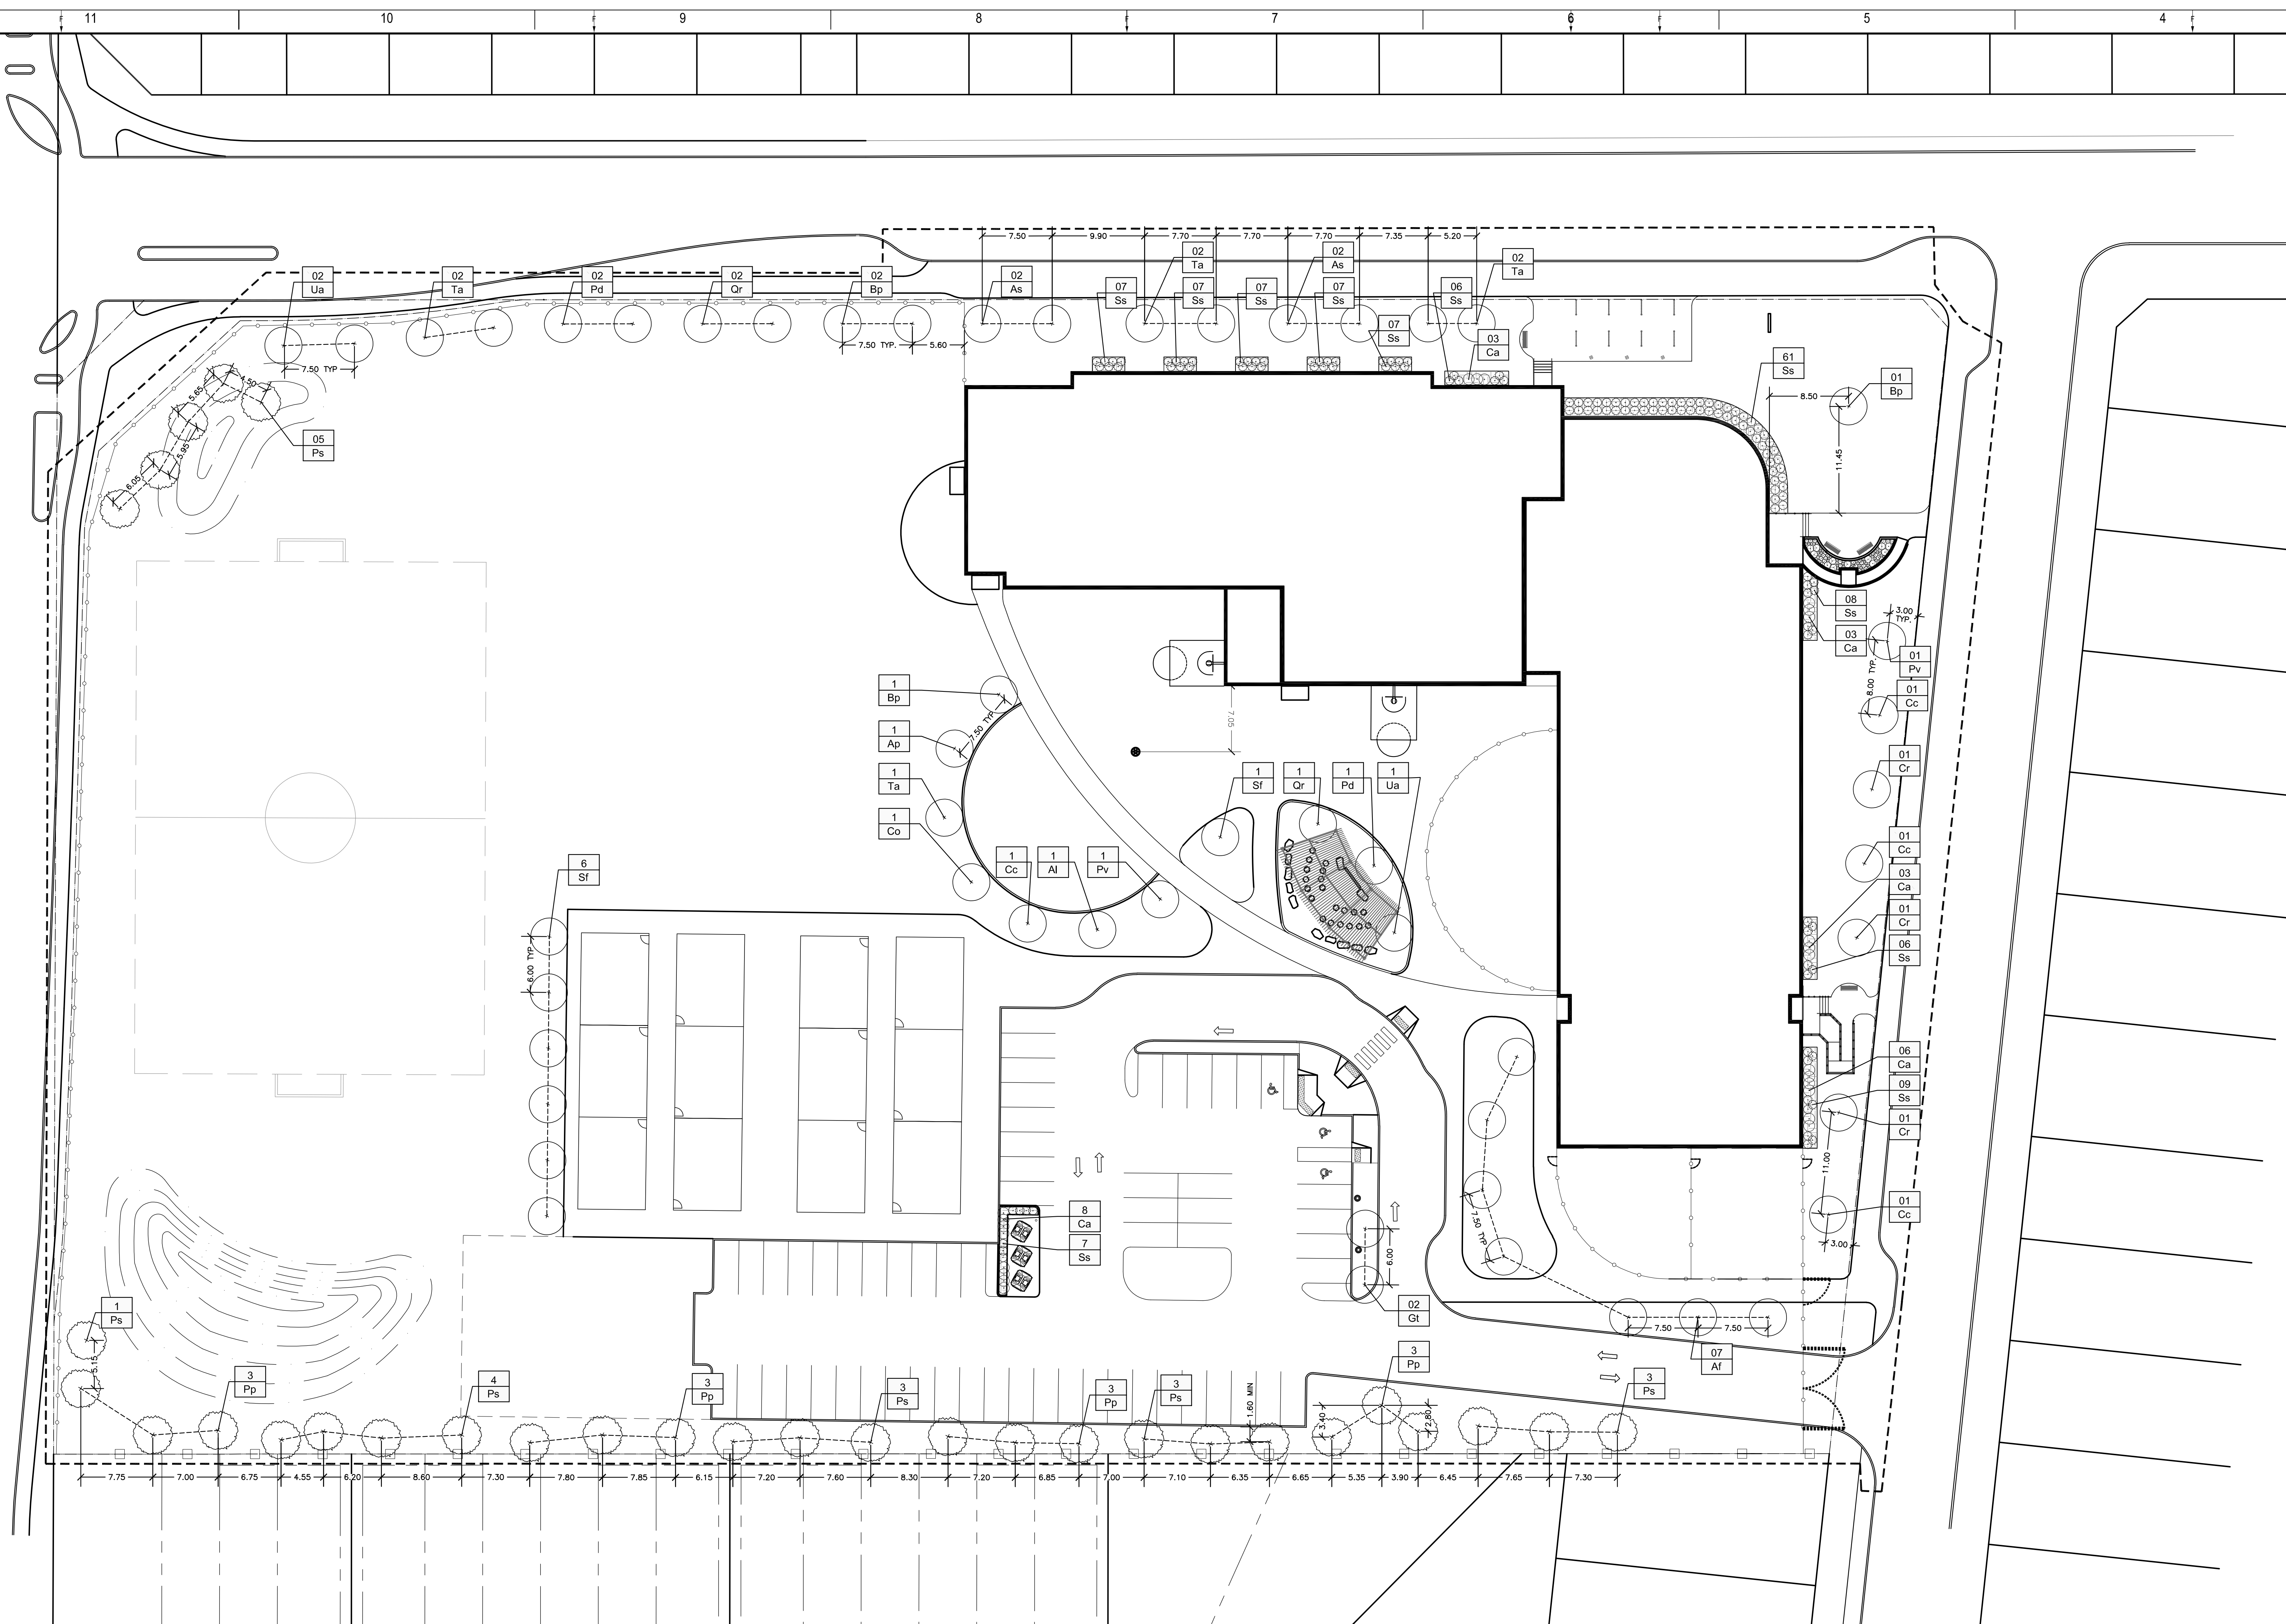 11 10 9 8 7 6 5 4
F F F F F F
7.50 9.90 7.70 7.70 7.70 7.35 5.20
02 Ua
02 Ta
02 Pd
02 Qr
02 Bp
02 As
02 Ta
02 As
02 Ta
07 Ss
07 Ss
07 Ss
07 Ss
06 Ss
07 Ss
03 Ca
7.50 TYP
7.50 TYP.
5.60
4.50
5.65
5.95
6.05
05 Ps
61 Ss
01 Bp
8.50
11.45
08 Ss
03 Ca
3.00 TYP.
8.00 TYP.
01 Pv
01 Cc
01 Cr
01 Cc
03 Ca
01 Cr
06 Ss
06 Ca
09 Ss
01 Cr
11.00
01 Cc
3.00
1 Bp
1 Ap
1 Ta
1 Co
7.50 TYP.
7.05
1 Cc
1 Al
1 Pv
1 Sf
1 Qr
1 Pd
1 Ua
6 Sf
6.00 TYP.
8 Ca
7 Ss
6.00
02 Gt
7.50 TYP.
7.50 7.50
07 Af
1 Ps
5.15
3 Pp
4 Ps
3 Pp
3 Ps
3 Pp
3 Ps
1.60 MIN
3 Pp
3.40
2.80
3 Ps
7.75 7.00 6.75 4.55 6.20 8.60 7.30 7.80 7.85 6.15 7.20 7.60 8.30 7.20 6.85 7.00 7.10 6.35 6.65 5.35 3.90 6.45 7.65 7.30